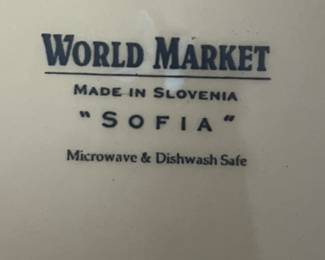 WORLD MARKET
MADE IN SLOVENIA
"SOFIA"
Microwave & Dishwash Safe